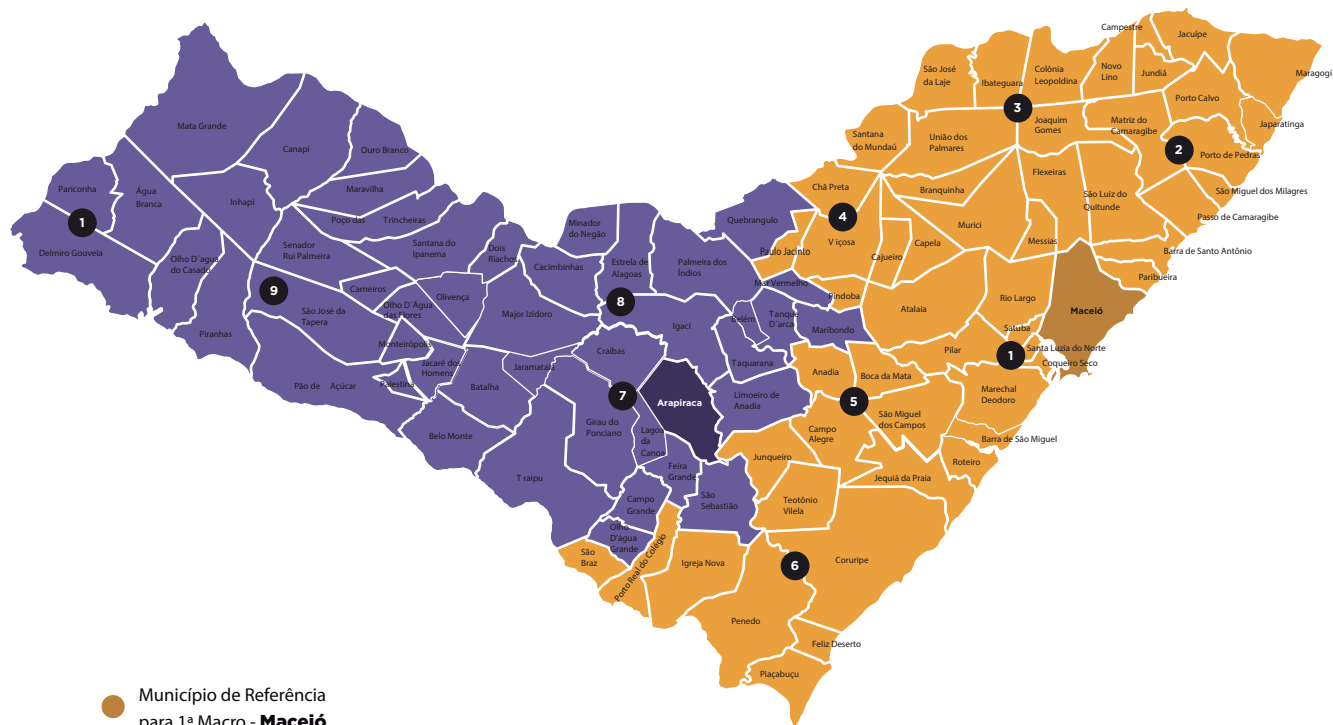 Campestre
Jacuípe
São José
da Laje
Ibateguara
Colônia
Leopoldina
Novo
Lino
Jundiá
Maragogi
Porto Calvo
3
Mata Grande
Canapi
Ouro Branco
Santana
do Mundaú
União dos
Palmares
Joaquim
Gomes
Matriz do
Camaragibe
Japaratinga
2
Porto de Pedras
Pariconha
Água
Branca
Inhapi
Maravilha
Chá Preta
Branquinha
Flexeiras
São Luiz do
Quitunde
São Miguel dos Milagres
1
Poço das
Trincheiras
Minador
do Negão
Quebrangulo
4
Passo de Camaragibe
Delmiro Gouveia
Olho D´agua
do Casado
Senador
Rui Palmeira
Santana do
Ipanema
Dois
Riachos
Cacimbinhas
Estrela de
Alagoas
Palmeira dos
Índios
Paulo Jacinto
V içosa
Cajueiro
Capela
Murici
Messias
Barra de Santo Antônio
Paribueira
9
Carneiros
Olho D´Água
das Flores
Olivença
Mar Vermelho
Pindoba
Piranhas
São José da
Tapera
Major Izidoro
8
Igaci
Belém
Tanque
D´arca
Maribondo
Atalaia
Rio Largo
Maceió
Satuba
Monteirópolis
Craíbas
Taquarana
Pilar
1
Santa Luzia do Norte
Coqueiro Seco
Pão de Açúcar
Palestina
Jacaré dos
Homens
Batalha
Jaramataia
7
Arapiraca
Limoeiro de
Anadia
Anadia
Boca da Mata
5
Marechal
Deodoro
Belo Monte
Girau do
Ponciano
Lagoa
da
Canoa
Campo
Alegre
São Miguel
dos Campos
Barra de São Miguel
T raipu
Feira
Grande
Junqueiro
Roteiro
Jequiá da Praia
Campo
Grande
São
Sebastião
Teotônio
Vilela
Olho
D'água
Grande
São
Braz
Porto Real do Colégio
Igreja Nova
6
Coruripe
Penedo
Feliz Deserto
Piaçabuçu
Município de Referência
para 1ª Macro - Maceió